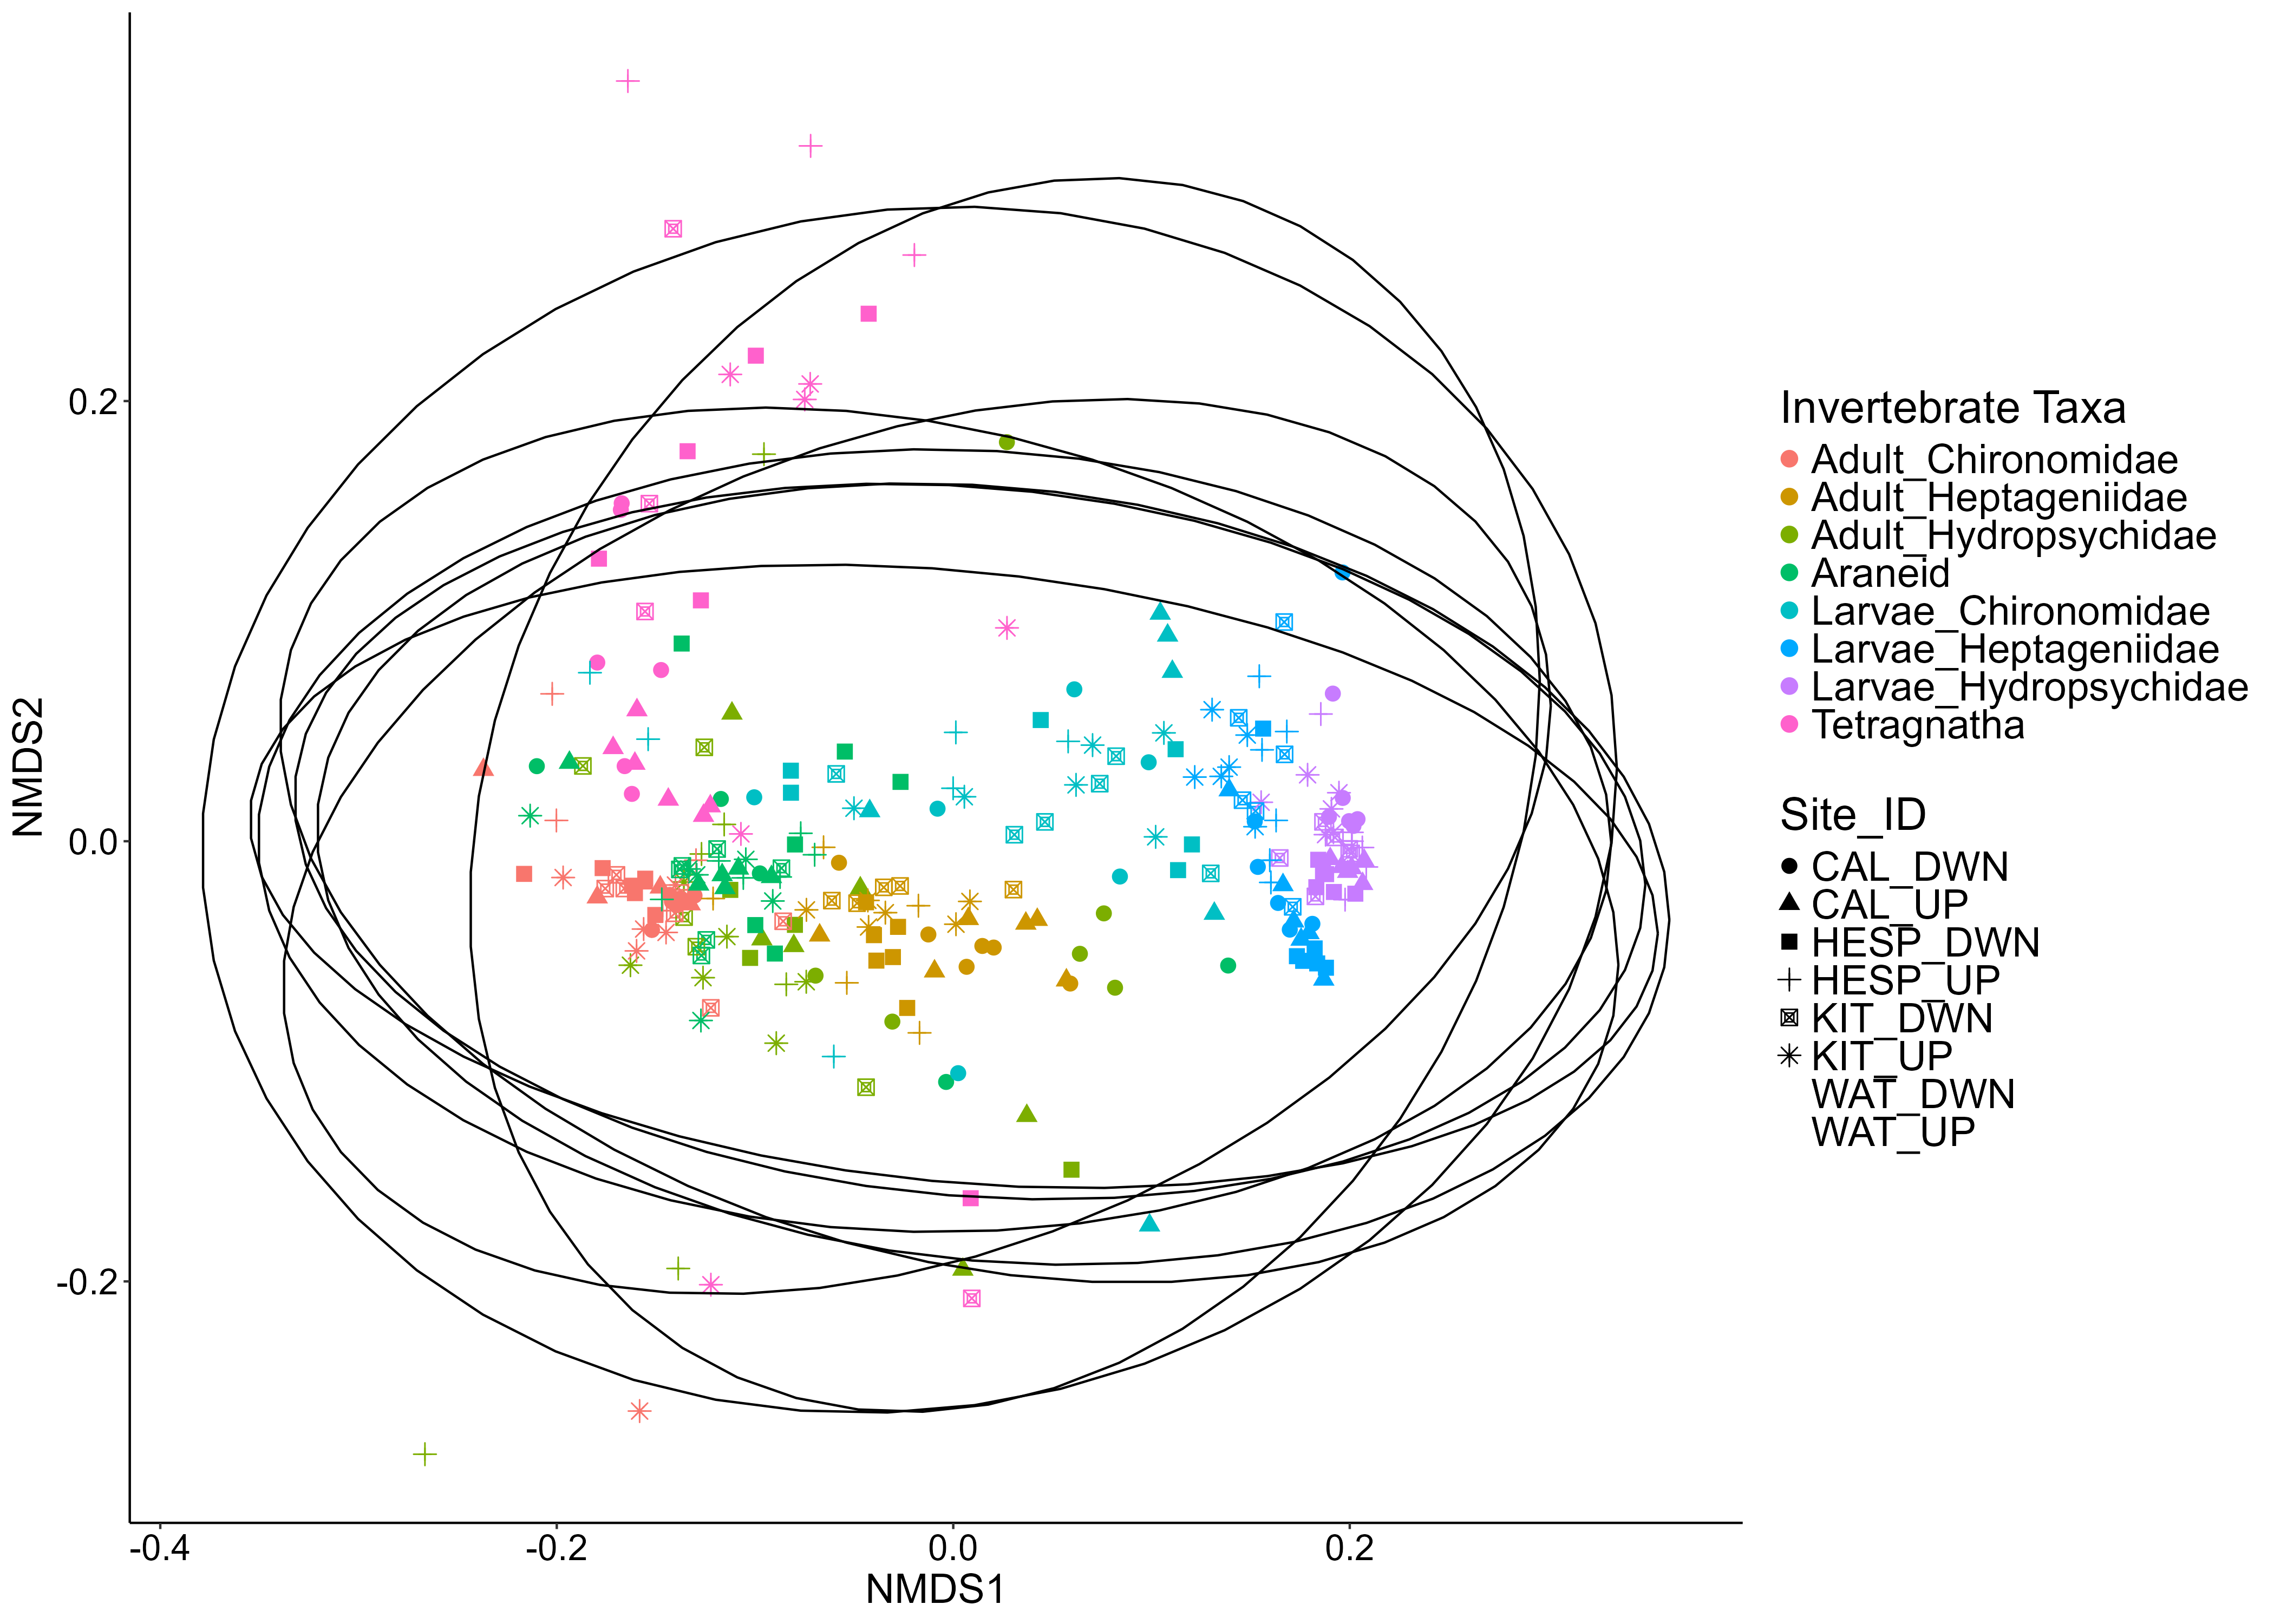 0.2
0.0
-0.2
NMDS2
-0.4
-0.2
0.0
0.2
NMDS1
Invertebrate Taxa
Adult_Chironomidae
Adult_Heptageniidae
Adult_Hydropsychidae
Araneid
Larvae_Chironomidae
Larvae_Heptageniidae
Larvae_Hydropsychidae
Tetragnatha
Site_ID
CAL_DWN
CAL_UP
HESP_DWN
HESP_UP
KIT_DWN
KIT_UP
WAT_DWN
WAT_UP